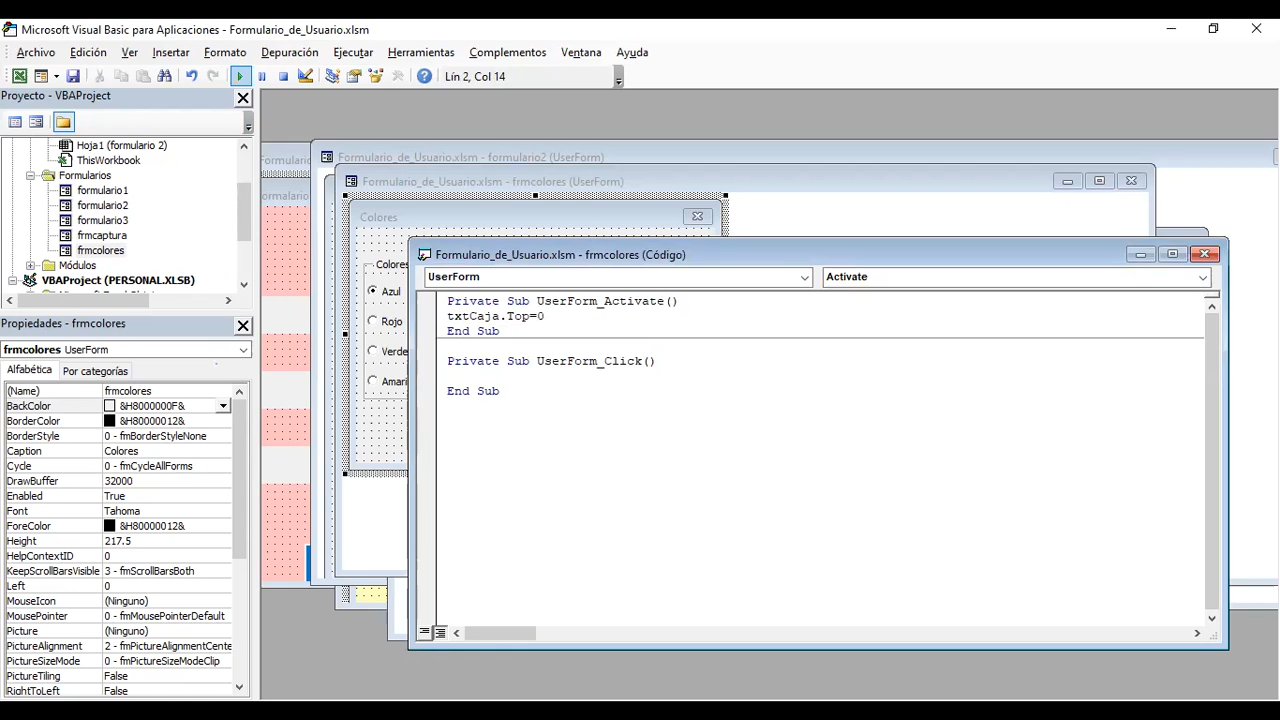 Microsoft Visual Basic para Aplicaciones - Formulario_de_Usuario.xlsm
Archivo Edición Ver Insertar Formato Depuración Ejecutar Herramientas Complementos Ventana Ayuda
Lín 2, Col 14
Proyecto - VBAProject
Hoja1 (formulario 2)
ThisWorkbook
Formularios
formulario1
formulario2
formulario3
frmcaptura
frmcolores
Módulos
VBAProject (PERSONAL.XLSB)
Propiedades - frmcolores
frmcolores UserForm
Alfabética Por categorías
(Name) frmcolores
BackColor &H8000000F&
BorderColor &H80000012&
BorderStyle 0 - fmBorderStyleNone
Caption Colores
Cycle 0 - fmCycleAllForms
DrawBuffer 32000
Enabled True
Font Tahoma
ForeColor &H80000012&
Height 217.5
HelpContextID 0
KeepScrollBarsVisible 3 - fmScrollBarsBoth
Left 0
MouseIcon (Ninguno)
MousePointer 0 - fmMousePointerDefault
Picture (Ninguno)
PictureAlignment 2 - fmPictureAlignmentCente
PictureSizeMode 0 - fmPictureSizeModeClip
PictureTiling False
RightToLeft False
Formulario
Formulario_de_Usuario.xlsm - formulario2 (UserForm)
Formulario_de_Usuario.xlsm - frmcolores (UserForm)
Colores
Colores
Azul
Rojo
Verde
Amari
Formulario_de_Usuario.xlsm - frmcolores (Código)
UserForm Activate
Private Sub UserForm_Activate()
txtCaja.Top=0
End Sub
Private Sub UserForm_Click()
End Sub